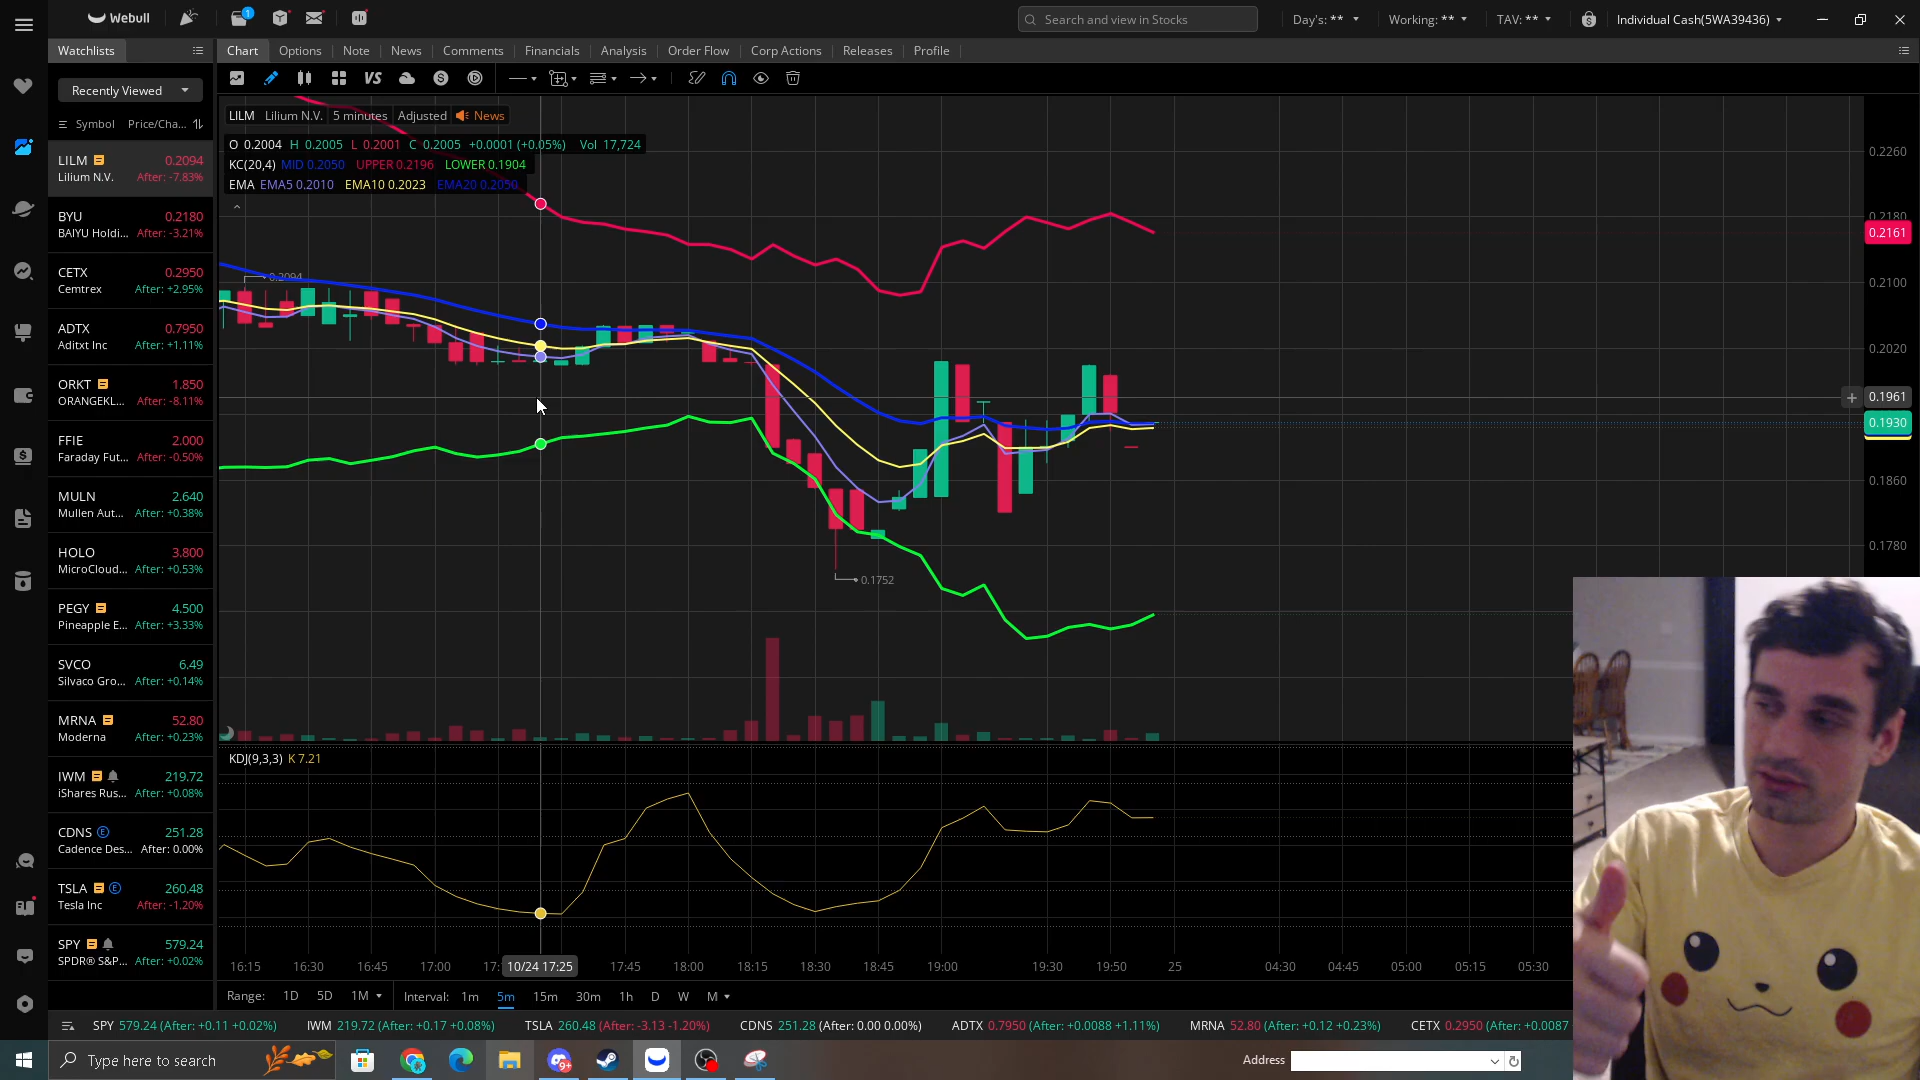 Webull
1
Search and view in Stocks
Day's: **
Working: **
TAV: **
Individual Cash(5WA39436)
Watchlists
Chart Options Note News Comments Financials Analysis Order Flow Corp Actions Releases Profile
Recently Viewed
VS
S
Symbol Price/Cha...
LILM 0.2094
Lilium N.V. After: -7.83%
BYU 0.2180
BAIYU Holdi... After: -3.21%
CETX 0.2950
Cemtrex After: +2.95%
ADTX 0.7950
Aditxt Inc After: +1.11%
ORKT 1.850
ORANGEKL... After: -8.11%
FFIE 2.000
Faraday Fut... After: -0.50%
MULN 2.640
Mullen Aut... After: +0.38%
HOLO 3.800
MicroCloud... After: +0.53%
PEGY 4.500
Pineapple E... After: +3.33%
SVCO 6.49
Silvaco Gro... After: +0.14%
MRNA 52.80
Moderna After: +0.23%
IWM 219.72
iShares Rus... After: +0.08%
CDNS E 251.28
Cadence Des... After: 0.00%
TSLA E 260.48
Tesla Inc After: -1.20%
SPY 579.24
SPDR® S&P... After: +0.02%
LILM Lilium N.V. 5 minutes Adjusted News
O 0.2004 H 0.2005 L 0.2001 C 0.2005 +0.0001 (+0.05%) Vol 17,724
KC(20,4) MID 0.2050 UPPER 0.2196 LOWER 0.1904
EMA EMA5 0.2010 EMA10 0.2023 EMA20 0.2050
0.2094
0.1752
0.2260
0.2180
0.2161
0.2100
0.2020
+ 0.1961
0.1930
0.1860
0.1780
KDJ(9,3,3) K 7.21
16:15 16:30 16:45 17:00 17: 10/24 17:25 17:45 18:00 18:15 18:30 18:45 19:00 19:30 19:50 25 04:30 04:45 05:00 05:15 05:30
Range: 1D 5D 1M Interval: 1m 5m 15m 30m 1h D W M
SPY 579.24 (After: +0.11 +0.02%) IWM 219.72 (After: +0.17 +0.08%) TSLA 260.48 (After: -3.13 -1.20%) CDNS 251.28 (After: 0.00 0.00%) ADTX 0.7950 (After: +0.0088 +1.11%) MRNA 52.80 (After: +0.12 +0.23%) CETX 0.2950 (After: +0.0087
Type here to search
9+
Address